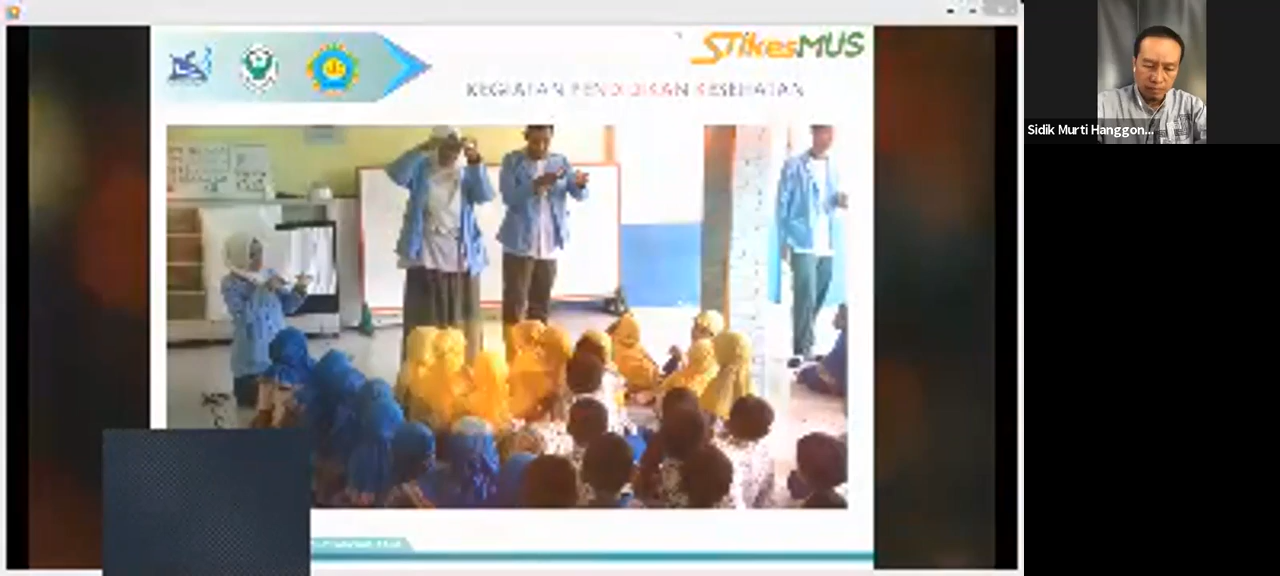 STikesMUS
KEGIATAN PENDIDIKAN KESEHATAN
Sidik Murti Hanggon...